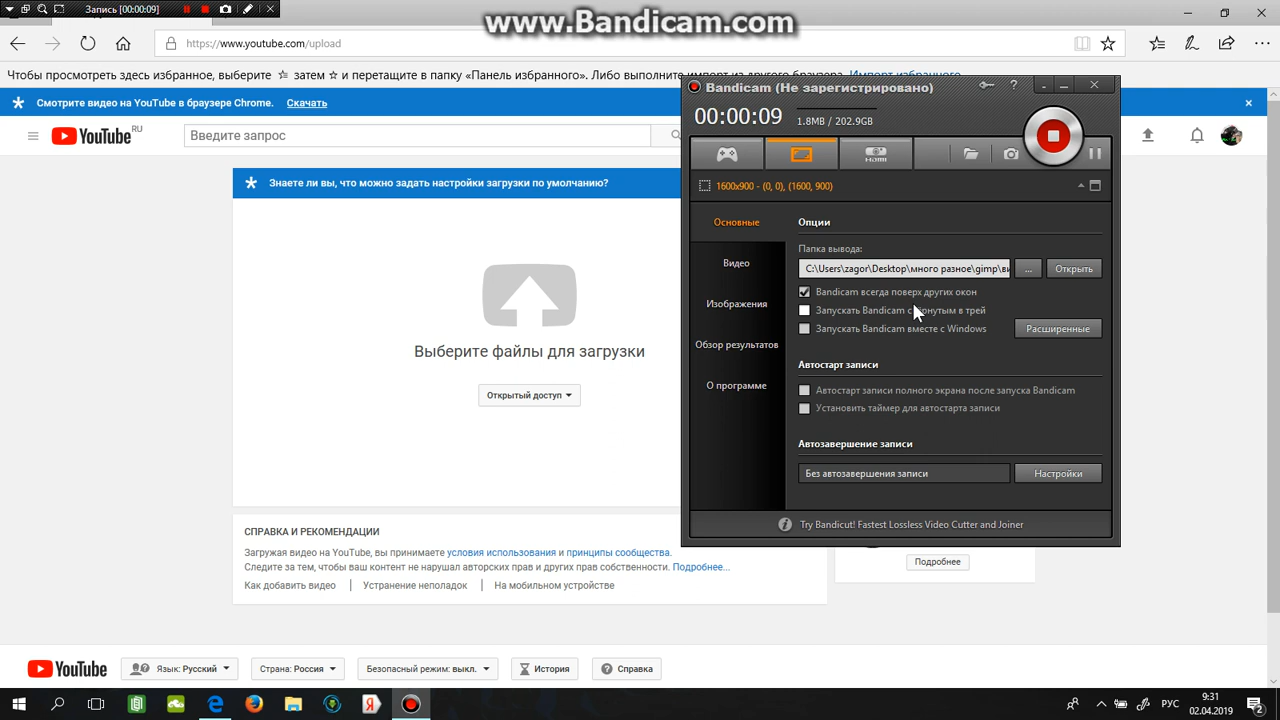 Запись [00:00:09]
www.Bandicam.com
https://www.youtube.com/upload
Чтобы просмотреть здесь избранное, выберите затем и перетащите в папку «Панель избранного». Либо выполните импорт из другого браузера. Импорт избранного
Смотрите видео на YouTube в браузере Chrome. Скачать
YouTube RU
Введите запрос
Знаете ли вы, что можно задать настройки загрузки по умолчанию?
Выберите файлы для загрузки
Открытый доступ
СПРАВКА И РЕКОМЕНДАЦИИ
Загружая видео на YouTube, вы принимаете условия использования и принципы сообщества.
Следите за тем, чтобы ваш контент не нарушал авторских прав и других прав собственности. Подробнее...
Как добавить видео | Устранение неполадок | На мобильном устройстве
Подробнее
Bandicam (Не зарегистрировано)
00:00:09
1.8MB / 202.9GB
HDMI
1600x900 - (0, 0), (1600, 900)
Основные
Видео
Изображения
Обзор результатов
О программе
Опции
Папка вывода:
C:\Users\zagor\Desktop\много разное\gimp\ви
...
Открыть
Bandicam всегда поверх других окон
Запускать Bandicam свернутым в трей
Запускать Bandicam вместе с Windows
Расширенные
Автостарт записи
Автостарт записи полного экрана после запуска Bandicam
Установить таймер для автостарта записи
Автозавершение записи
Без автозавершения записи
Настройки
Try Bandicut! Fastest Lossless Video Cutter and Joiner
YouTube
Язык: Русский
Страна: Россия
Безопасный режим: выкл.
История
Справка
РУС
9:31
02.04.2019
2